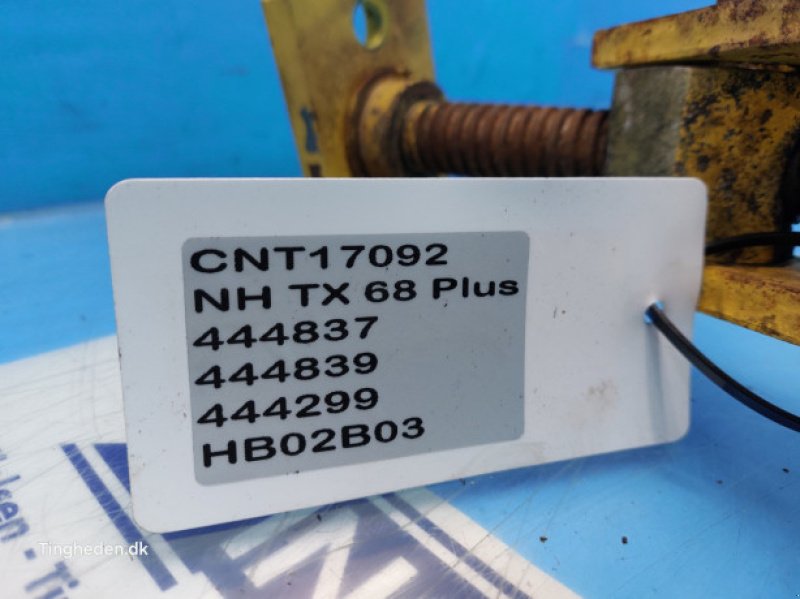 CNT17092
NH TX 68 Plus
444837
444839
444299
HB02B03
Tingheden.dk